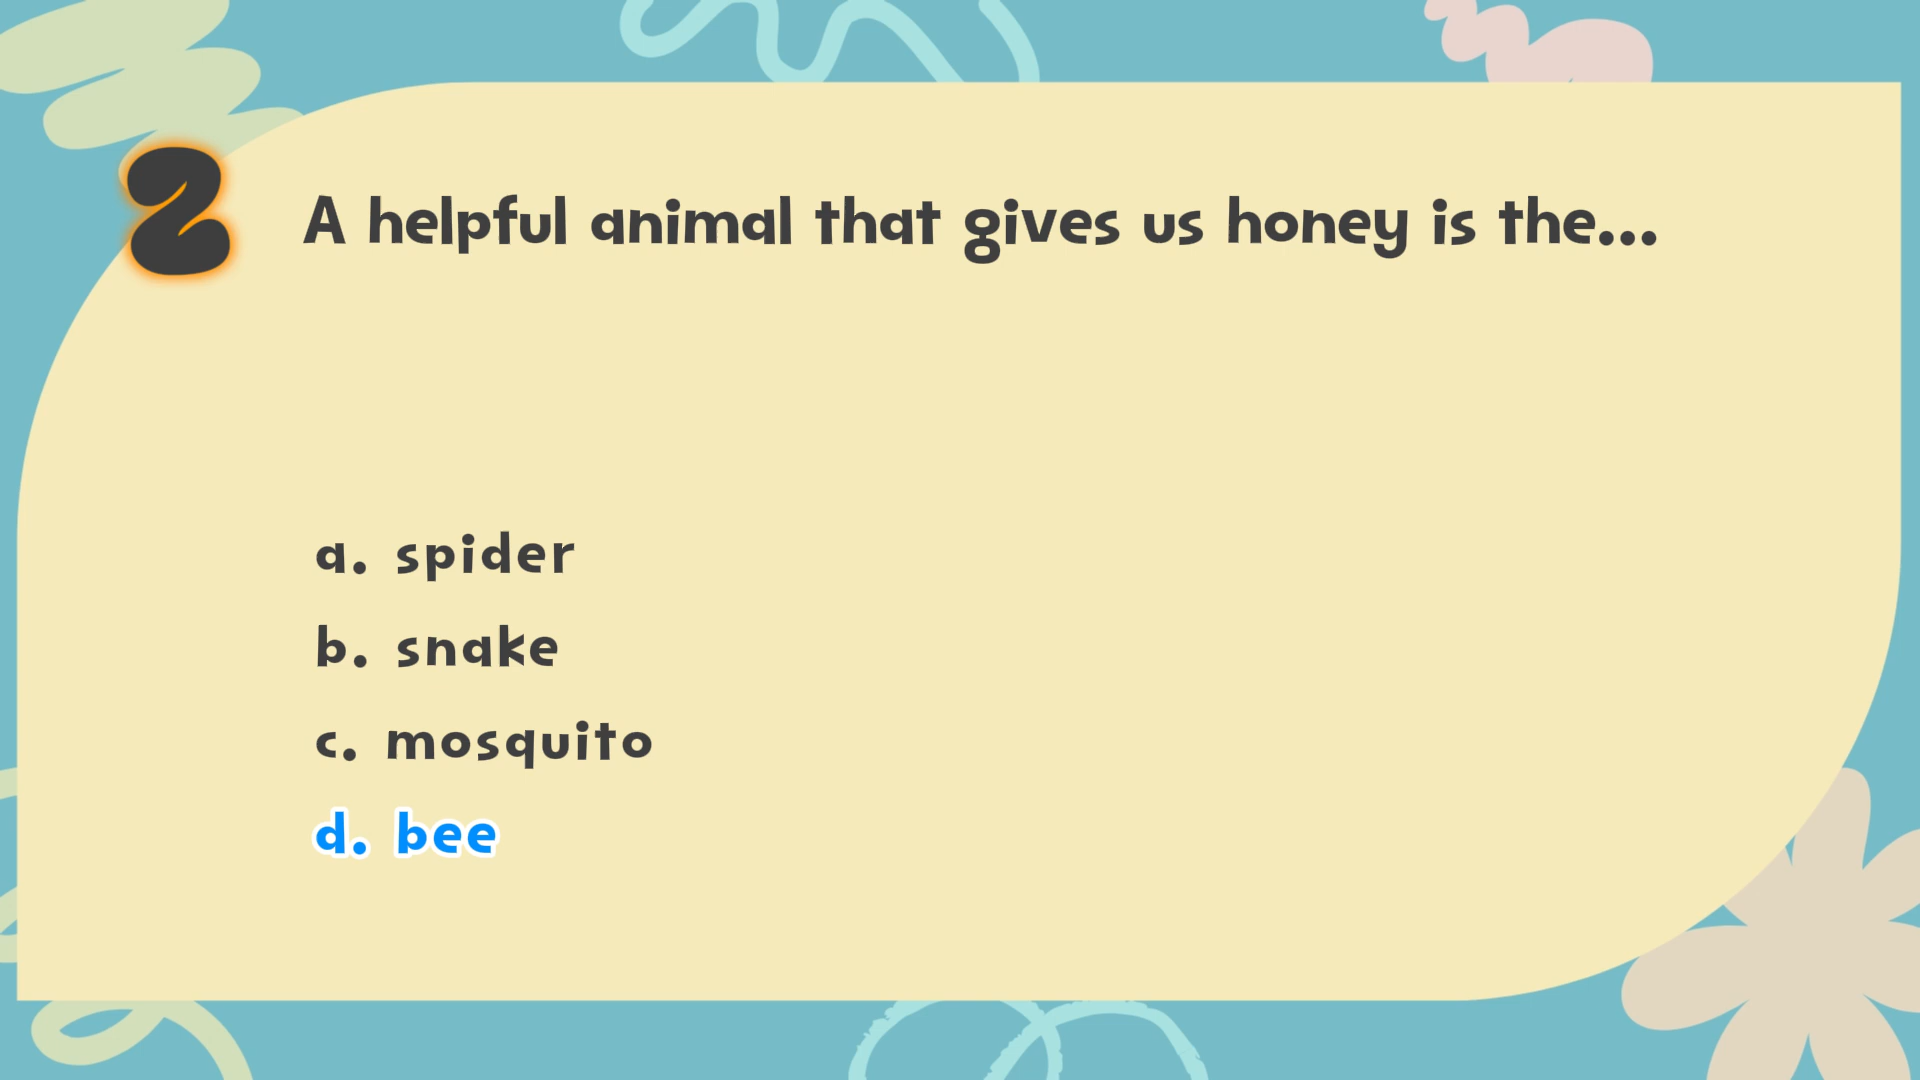 2
A helpful animal that gives us honey is the...
a. spider
b. snake
c. mosquito
d. bee